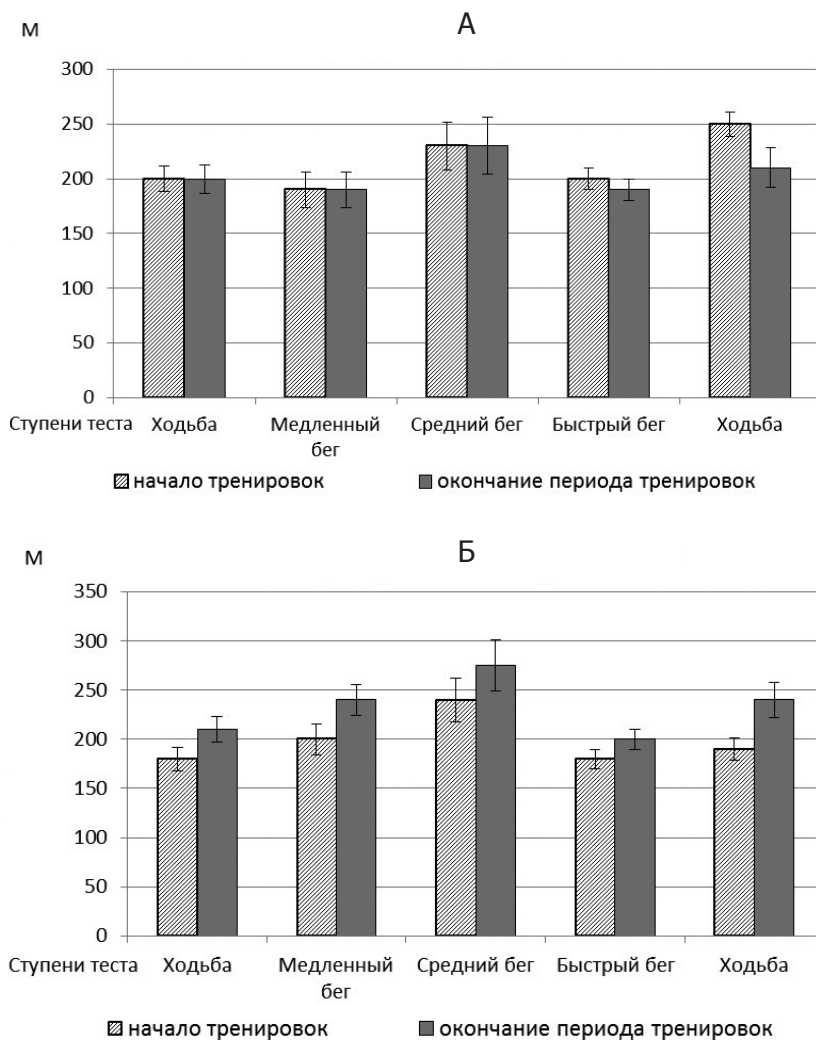 м А
300
250
200
150
100
50
0
Ступени теста Ходьба Медленный бег Средний бег Быстрый бег Ходьба
начало тренировок окончание периода тренировок
м Б
350
300
250
200
150
100
50
0
Ступени теста Ходьба Медленный бег Средний бег Быстрый бег Ходьба
начало тренировок окончание периода тренировок